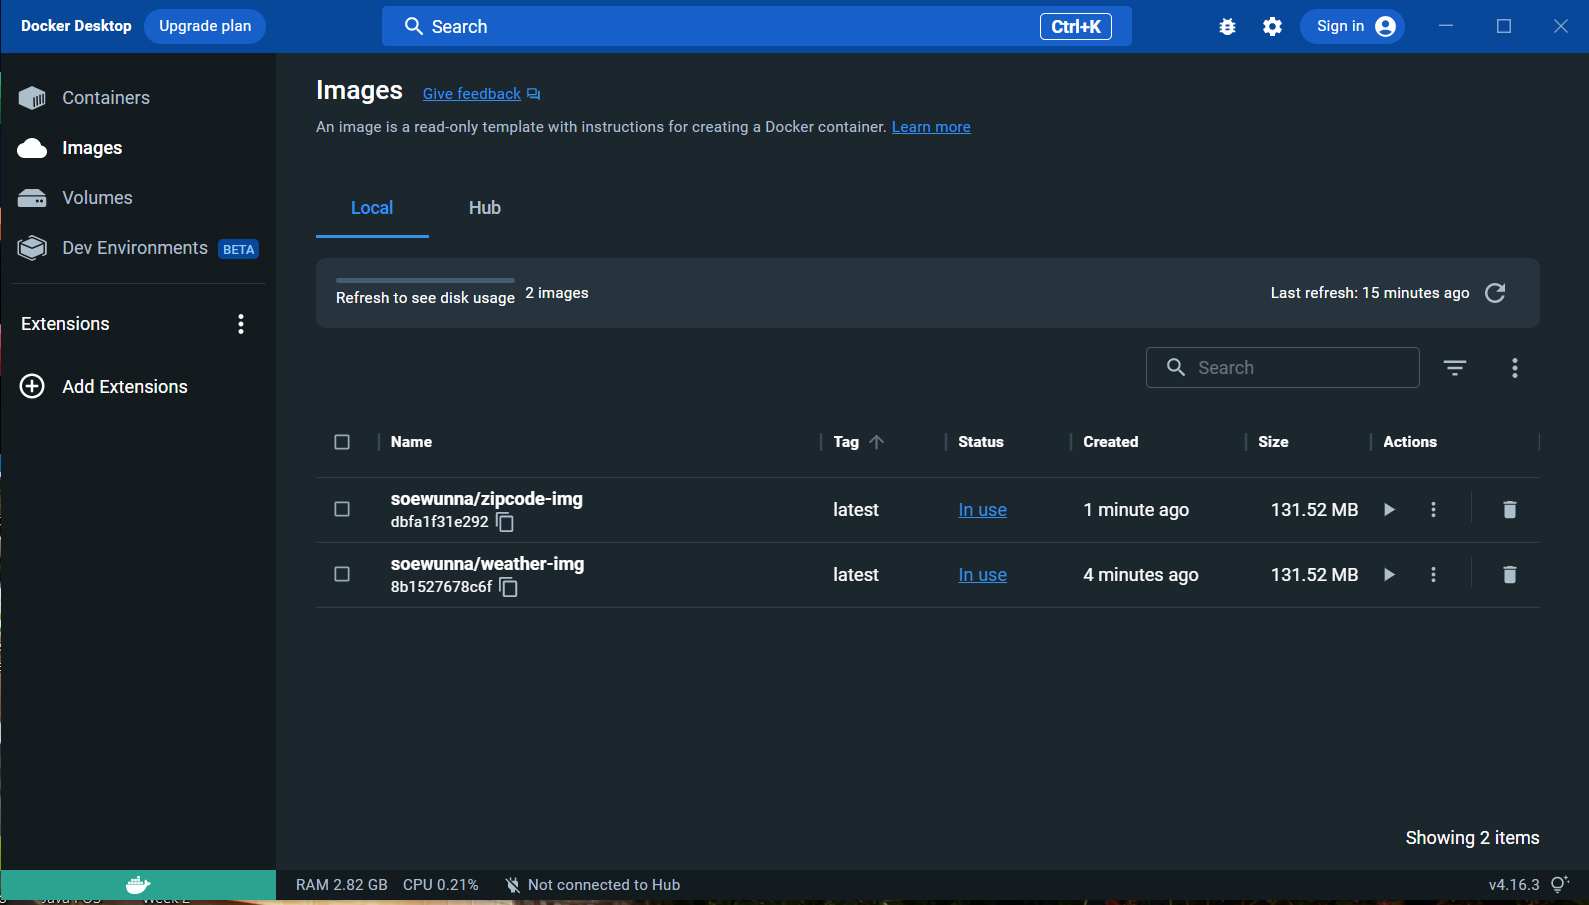 Docker Desktop
Upgrade plan
Search
Ctrl+K
Sign in
Containers
Images
Volumes
Dev Environments BETA
Extensions
Add Extensions
Images Give feedback
An image is a read-only template with instructions for creating a Docker container. Learn more
Local Hub
Refresh to see disk usage
2 images
Last refresh: 15 minutes ago
Search
Name Tag Status Created Size Actions
soewunna/zipcode-img
dbfa1f31e292
latest In use 1 minute ago 131.52 MB
soewunna/weather-img
8b1527678c6f
latest In use 4 minutes ago 131.52 MB
Showing 2 items
RAM 2.82 GB CPU 0.21% Not connected to Hub
v4.16.3